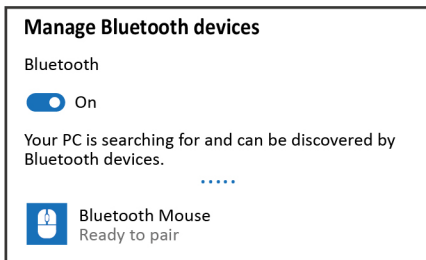 Manage Bluetooth devices
Bluetooth
On
Your PC is searching for and can be discovered by
Bluetooth devices.
Bluetooth Mouse
Ready to pair